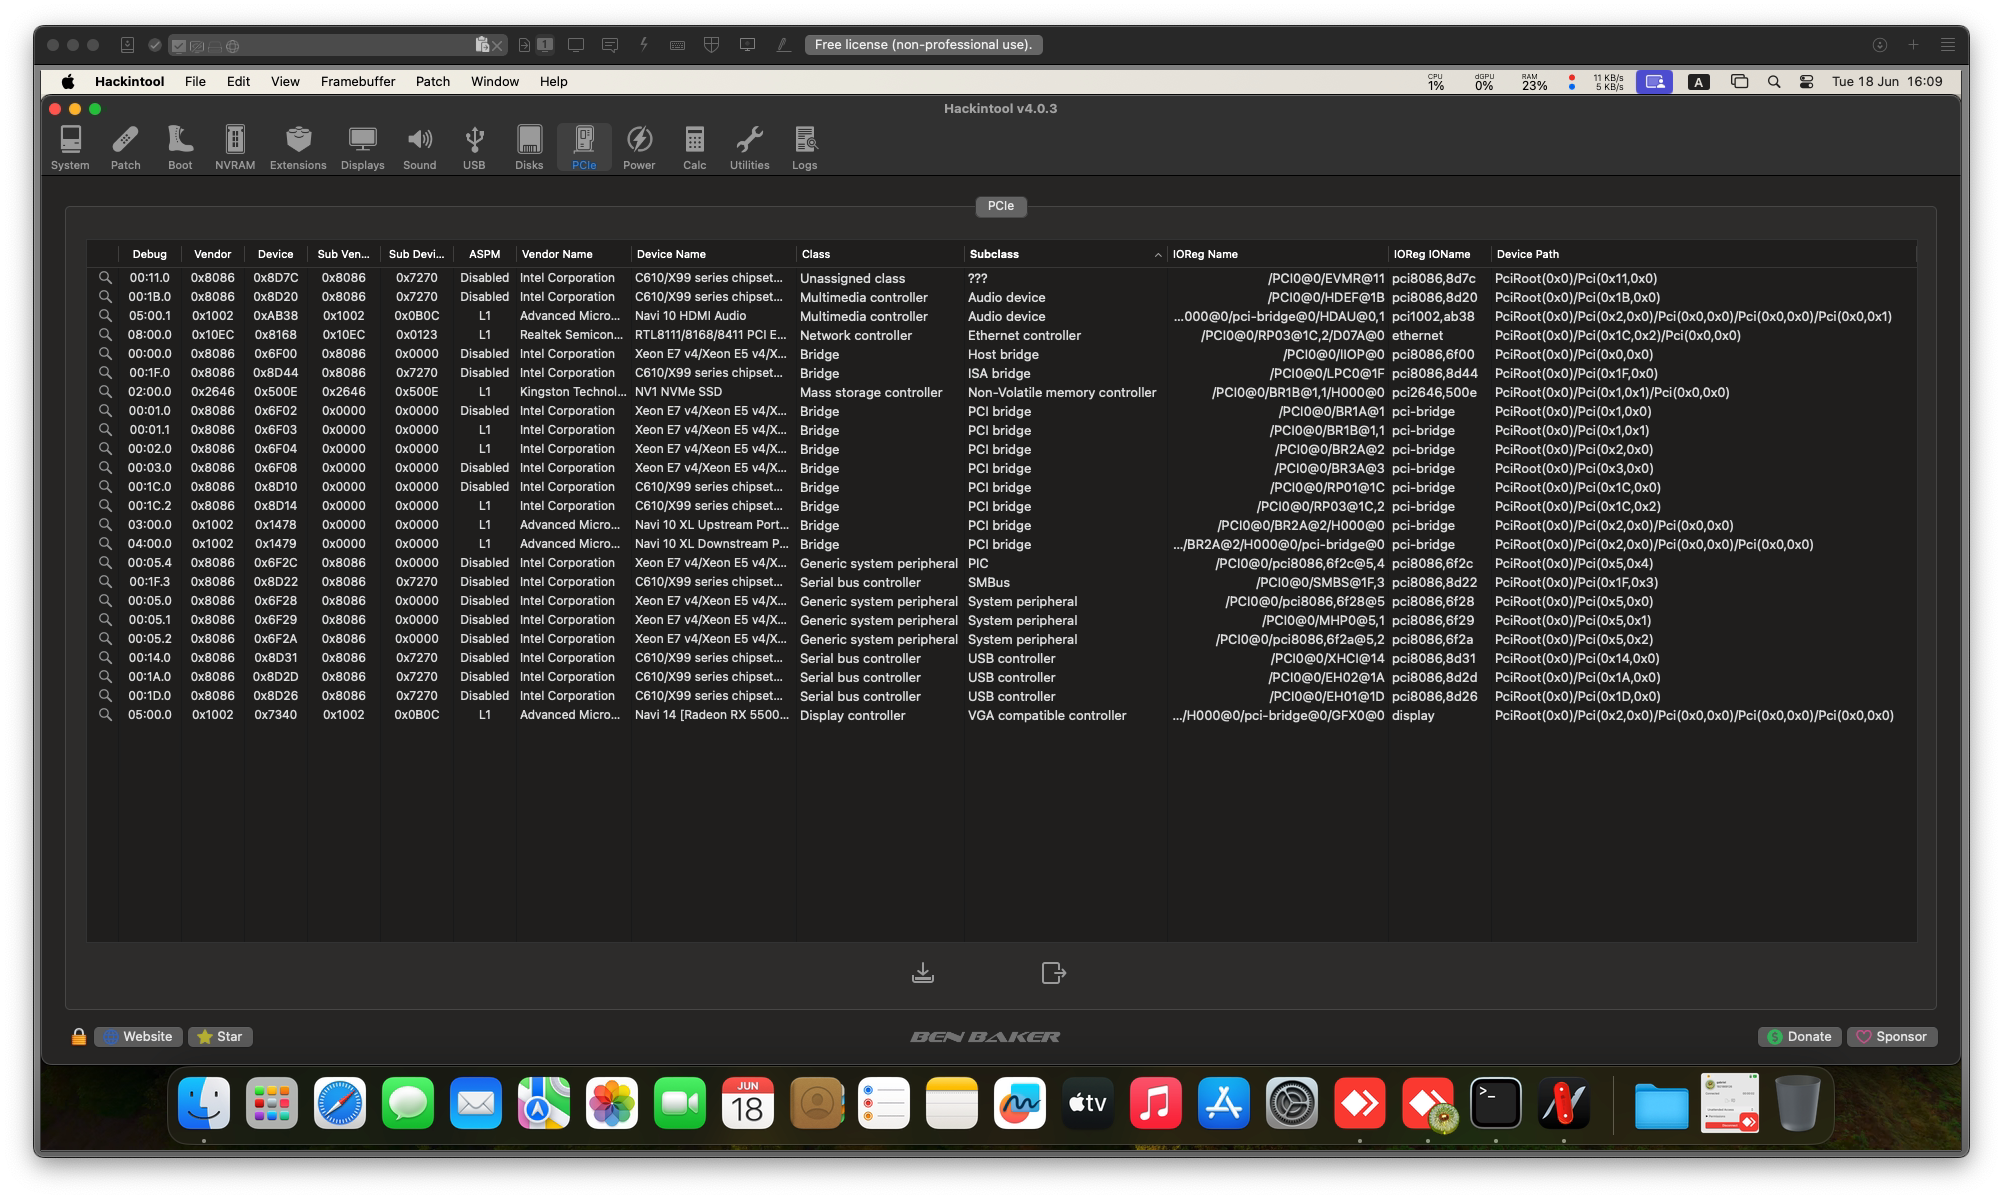 1 Free license (non-professional use).
Hackintool File Edit View Framebuffer Patch Window Help CPU 1% dGPU 0% RAM 23% 11 KB/s 5 KB/s A Tue 18 Jun 16:09
Hackintool v4.0.3
System Patch Boot NVRAM Extensions Displays Sound USB Disks PCIe Power Calc Utilities Logs
PCIe
Debug Vendor Device Sub Ven... Sub Devi... ASPM Vendor Name Device Name Class Subclass IOReg Name IOReg IOName Device Path
00:11.0 0x8086 0x8D7C 0x8086 0x7270 Disabled Intel Corporation C610/X99 series chipset... Unassigned class ??? /PCI0@0/EVMR@11 pci8086,8d7c PciRoot(0x0)/Pci(0x11,0x0)
00:1B.0 0x8086 0x8D20 0x8086 0x7270 Disabled Intel Corporation C610/X99 series chipset... Multimedia controller Audio device /PCI0@0/HDEF@1B pci8086,8d20 PciRoot(0x0)/Pci(0x1B,0x0)
05:00.1 0x1002 0xAB38 0x1002 0x0B0C L1 Advanced Micro... Navi 10 HDMI Audio Multimedia controller Audio device ...000@0/pci-bridge@0/HDAU@0,1 pci1002,ab38 PciRoot(0x0)/Pci(0x2,0x0)/Pci(0x0,0x0)/Pci(0x0,0x0)/Pci(0x0,0x1)
08:00.0 0x10EC 0x8168 0x10EC 0x0123 L1 Realtek Semicon... RTL8111/8168/8411 PCI E... Network controller Ethernet controller /PCI0@0/RP03@1C,2/D07A@0 ethernet PciRoot(0x0)/Pci(0x1C,0x2)/Pci(0x0,0x0)
00:00.0 0x8086 0x6F00 0x8086 0x0000 Disabled Intel Corporation Xeon E7 v4/Xeon E5 v4/X... Bridge Host bridge /PCI0@0/IIOP@0 pci8086,6f00 PciRoot(0x0)/Pci(0x0,0x0)
00:1F.0 0x8086 0x8D44 0x8086 0x7270 Disabled Intel Corporation C610/X99 series chipset... Bridge ISA bridge /PCI0@0/LPC0@1F pci8086,8d44 PciRoot(0x0)/Pci(0x1F,0x0)
02:00.0 0x2646 0x500E 0x2646 0x500E L1 Kingston Technol... NV1 NVMe SSD Mass storage controller Non-Volatile memory controller /PCI0@0/BR1B@1,1/H000@0 pci2646,500e PciRoot(0x0)/Pci(0x1,0x1)/Pci(0x0,0x0)
00:01.0 0x8086 0x6F02 0x0000 0x0000 Disabled Intel Corporation Xeon E7 v4/Xeon E5 v4/X... Bridge PCI bridge /PCI0@0/BR1A@1 pci-bridge PciRoot(0x0)/Pci(0x1,0x0)
00:01.1 0x8086 0x6F03 0x0000 0x0000 L1 Intel Corporation Xeon E7 v4/Xeon E5 v4/X... Bridge PCI bridge /PCI0@0/BR1B@1,1 pci-bridge PciRoot(0x0)/Pci(0x1,0x1)
00:02.0 0x8086 0x6F04 0x0000 0x0000 L1 Intel Corporation Xeon E7 v4/Xeon E5 v4/X... Bridge PCI bridge /PCI0@0/BR2A@2 pci-bridge PciRoot(0x0)/Pci(0x2,0x0)
00:03.0 0x8086 0x6F08 0x0000 0x0000 Disabled Intel Corporation Xeon E7 v4/Xeon E5 v4/X... Bridge PCI bridge /PCI0@0/BR3A@3 pci-bridge PciRoot(0x0)/Pci(0x3,0x0)
00:1C.0 0x8086 0x8D10 0x0000 0x0000 Disabled Intel Corporation C610/X99 series chipset... Bridge PCI bridge /PCI0@0/RP01@1C pci-bridge PciRoot(0x0)/Pci(0x1C,0x0)
00:1C.2 0x8086 0x8D14 0x0000 0x0000 L1 Intel Corporation C610/X99 series chipset... Bridge PCI bridge /PCI0@0/RP03@1C,2 pci-bridge PciRoot(0x0)/Pci(0x1C,0x2)
03:00.0 0x1002 0x1478 0x0000 0x0000 L1 Advanced Micro... Navi 10 XL Upstream Port... Bridge PCI bridge /PCI0@0/BR2A@2/H000@0 pci-bridge PciRoot(0x0)/Pci(0x2,0x0)/Pci(0x0,0x0)
04:00.0 0x1002 0x1479 0x0000 0x0000 L1 Advanced Micro... Navi 10 XL Downstream P... Bridge PCI bridge .../BR2A@2/H000@0/pci-bridge@0 pci-bridge PciRoot(0x0)/Pci(0x2,0x0)/Pci(0x0,0x0)/Pci(0x0,0x0)
00:05.4 0x8086 0x6F2C 0x8086 0x0000 Disabled Intel Corporation Xeon E7 v4/Xeon E5 v4/X... Generic system peripheral PIC /PCI0@0/pci8086,6f2c@5,4 pci8086,6f2c PciRoot(0x0)/Pci(0x5,0x4)
00:1F.3 0x8086 0x8D22 0x8086 0x7270 Disabled Intel Corporation C610/X99 series chipset... Serial bus controller SMBus /PCI0@0/SMBS@1F,3 pci8086,8d22 PciRoot(0x0)/Pci(0x1F,0x3)
00:05.0 0x8086 0x6F28 0x8086 0x0000 Disabled Intel Corporation Xeon E7 v4/Xeon E5 v4/X... Generic system peripheral System peripheral /PCI0@0/pci8086,6f28@5 pci8086,6f28 PciRoot(0x0)/Pci(0x5,0x0)
00:05.1 0x8086 0x6F29 0x8086 0x0000 Disabled Intel Corporation Xeon E7 v4/Xeon E5 v4/X... Generic system peripheral System peripheral /PCI0@0/MHP0@5,1 pci8086,6f29 PciRoot(0x0)/Pci(0x5,0x1)
00:05.2 0x8086 0x6F2A 0x8086 0x0000 Disabled Intel Corporation Xeon E7 v4/Xeon E5 v4/X... Generic system peripheral System peripheral /PCI0@0/pci8086,6f2a@5,2 pci8086,6f2a PciRoot(0x0)/Pci(0x5,0x2)
00:14.0 0x8086 0x8D31 0x8086 0x7270 Disabled Intel Corporation C610/X99 series chipset... Serial bus controller USB controller /PCI0@0/XHCI@14 pci8086,8d31 PciRoot(0x0)/Pci(0x14,0x0)
00:1A.0 0x8086 0x8D2D 0x8086 0x7270 Disabled Intel Corporation C610/X99 series chipset... Serial bus controller USB controller /PCI0@0/EH02@1A pci8086,8d2d PciRoot(0x0)/Pci(0x1A,0x0)
00:1D.0 0x8086 0x8D26 0x8086 0x7270 Disabled Intel Corporation C610/X99 series chipset... Serial bus controller USB controller /PCI0@0/EH01@1D pci8086,8d26 PciRoot(0x0)/Pci(0x1D,0x0)
05:00.0 0x1002 0x7340 0x1002 0x0B0C L1 Advanced Micro... Navi 14 [Radeon RX 5500... Display controller VGA compatible controller .../H000@0/pci-bridge@0/GFX0@0 display PciRoot(0x0)/Pci(0x2,0x0)/Pci(0x0,0x0)/Pci(0x0,0x0)/Pci(0x0,0x0)
Website Star BEN BAKER Donate Sponsor
JUN
18
tv
>_